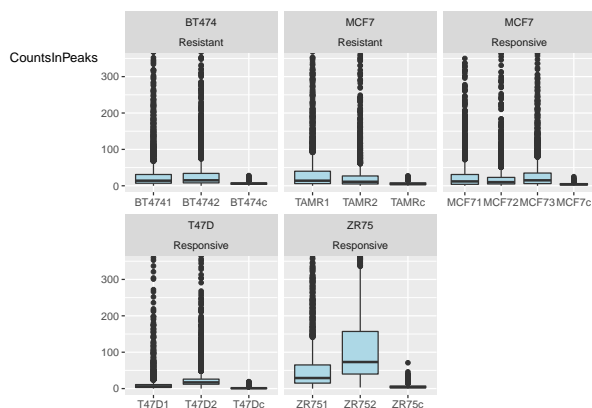 BT474
MCF7
MCF7
Resistant
Resistant
Responsive
CountsInPeaks
300
200
100
0
BT4741
BT4742
BT474c
TAMR1
TAMR2
TAMRc
MCF71
MCF72
MCF73
MCF7c
T47D
ZR75
Responsive
Responsive
300
200
100
0
T47D1
T47D2
T47Dc
ZR751
ZR752
ZR75c